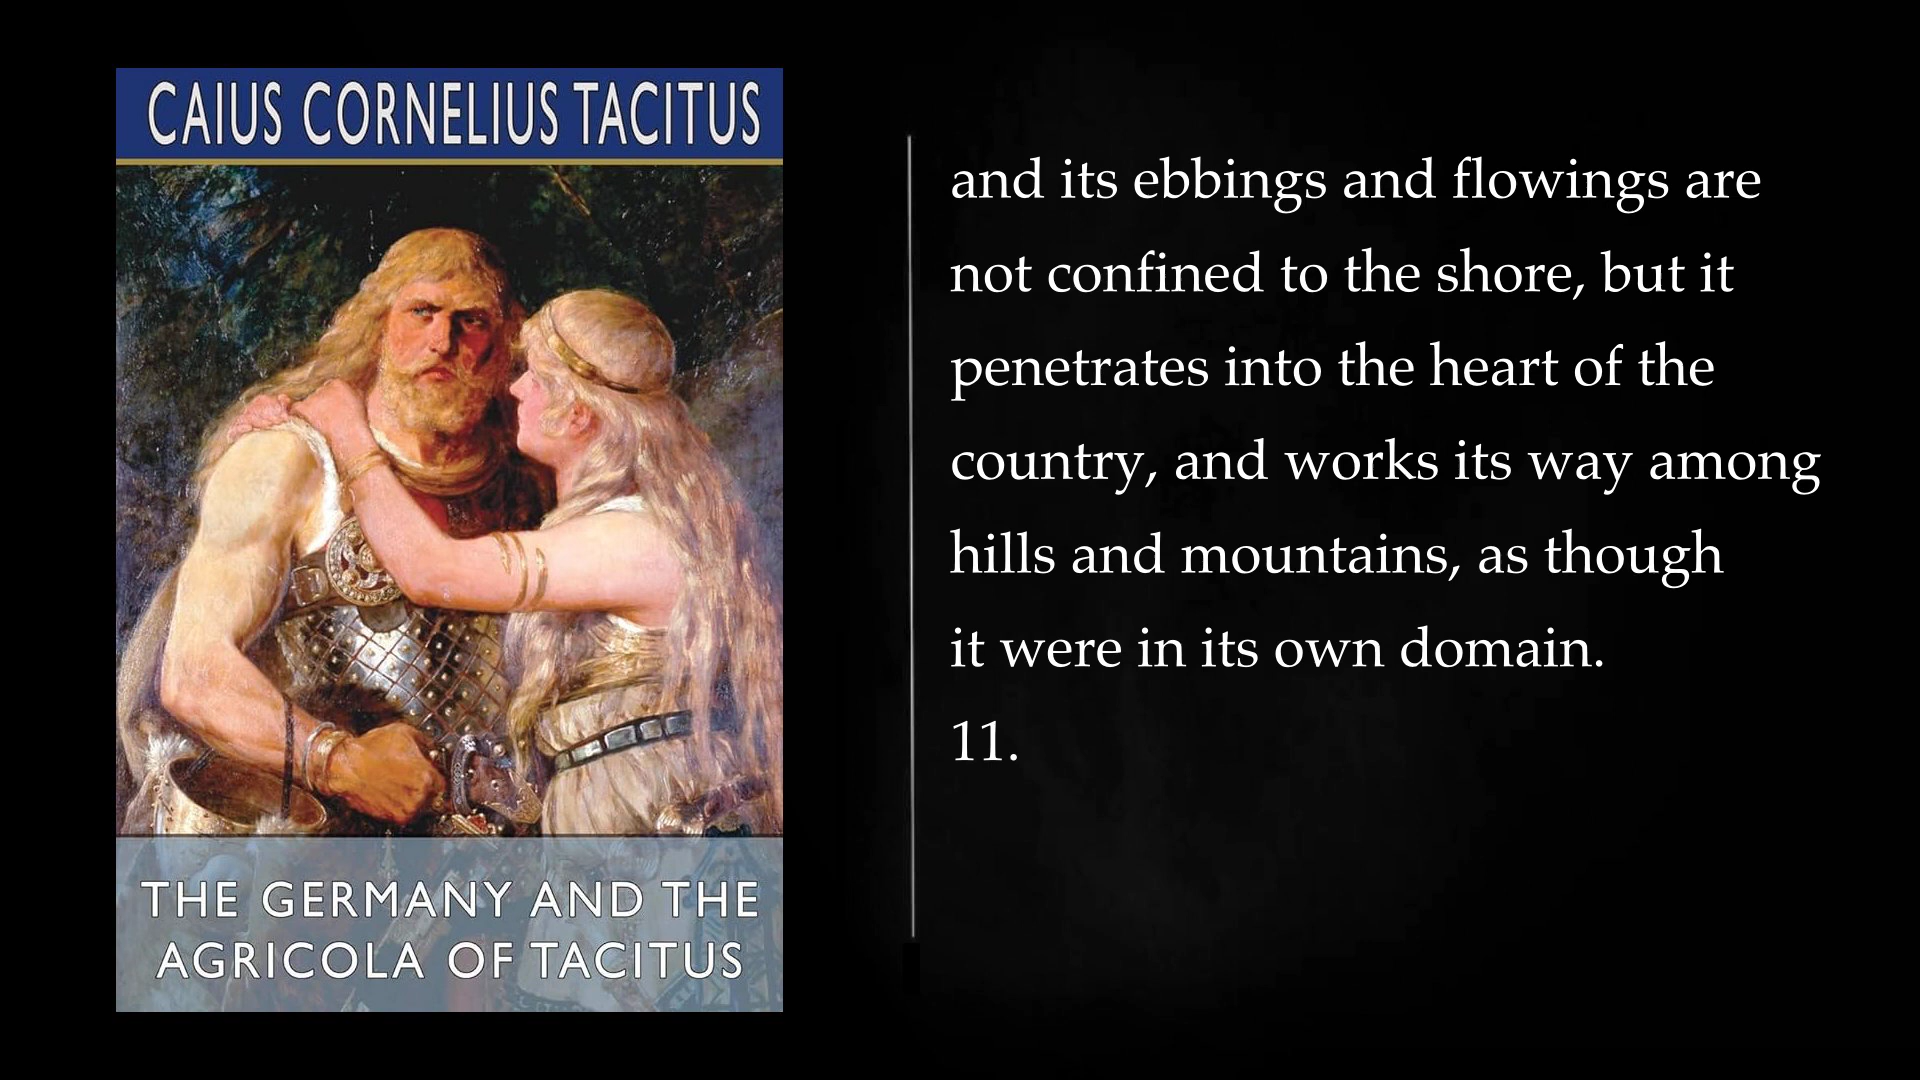 CAIUS CORNELIUS TACITUS
THE GERMANY AND THE
AGRICOLA OF TACITUS
and its ebbings and flowings are
not confined to the shore, but it
penetrates into the heart of the
country, and works its way among
hills and mountains, as though
it were in its own domain.
11.